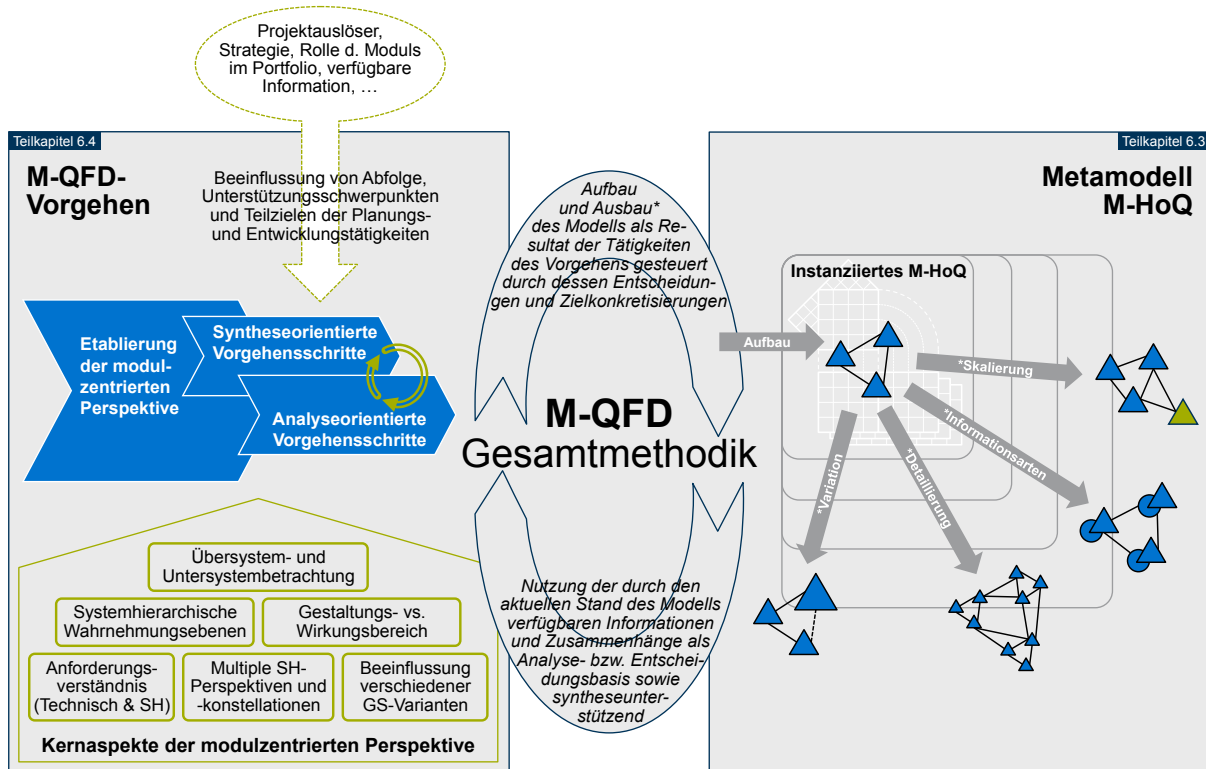 Projektauslöser,
Strategie, Rolle d. Moduls
im Portfolio, verfügbare
Information, …
Teilkapitel 6.4
M-QFD-
Vorgehen
Beeinflussung von Abfolge,
Unterstützungsschwerpunkten
und Teilzielen der Planungs-
und Entwicklungstätigkeiten
Etablierung
der modul-
zentrierten
Perspektive
Syntheseorientierte
Vorgehensschritte
Analyseorientierte
Vorgehensschritte
Übersystem- und
Untersystembetrachtung
Systemhierarchische
Wahrnehmungsebenen
Gestaltungs- vs.
Wirkungsbereich
Anforderungs-
verständnis
(Technisch & SH)
Multiple SH-
Perspektiven und
-konstellationen
Beeinflussung
verschiedener
GS-Varianten
Kernaspekte der modulzentrierten Perspektive
Aufbau
und Ausbau*
des Modells als Re-
sultat der Tätigkeiten
des Vorgehens gesteuert
durch dessen Entscheidun-
gen und Zielkonkretisierungen
M-QFD
Gesamtmethodik
Nutzung der durch den
aktuellen Stand des Modells
verfügbaren Informationen
und Zusammenhänge als
Analyse- bzw. Entschei-
dungsbasis sowie
syntheseunter-
stützend
Teilkapitel 6.3
Metamodell
M-HoQ
Instanziiertes M-HoQ
Aufbau
*Skalierung
*Informationsarten
*Detaillierung
*Variation